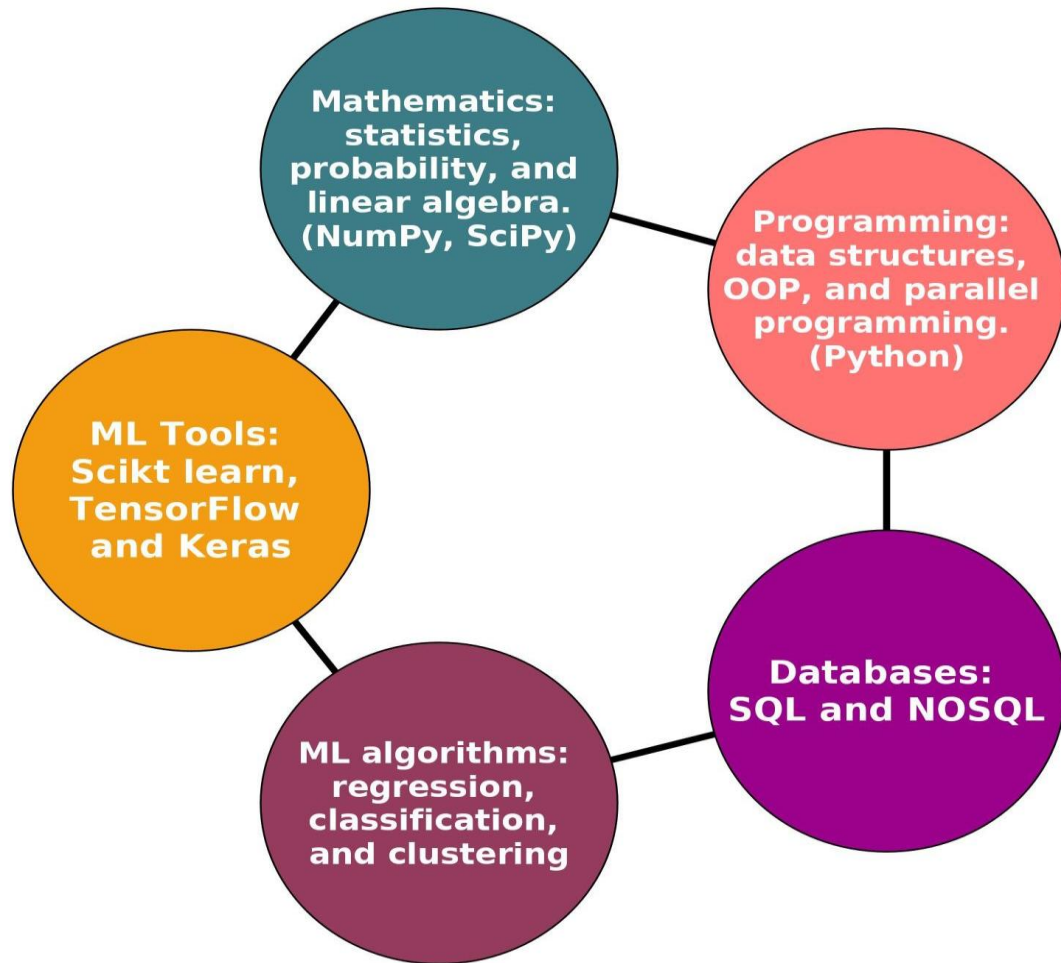 Mathematics:
statistics,
probability, and
linear algebra.
(NumPy, SciPy)
Programming:
data structures,
OOP, and parallel
programming.
(Python)
Databases:
SQL and NOSQL
ML algorithms:
regression,
classification,
and clustering
ML Tools:
Scikt learn,
TensorFlow
and Keras